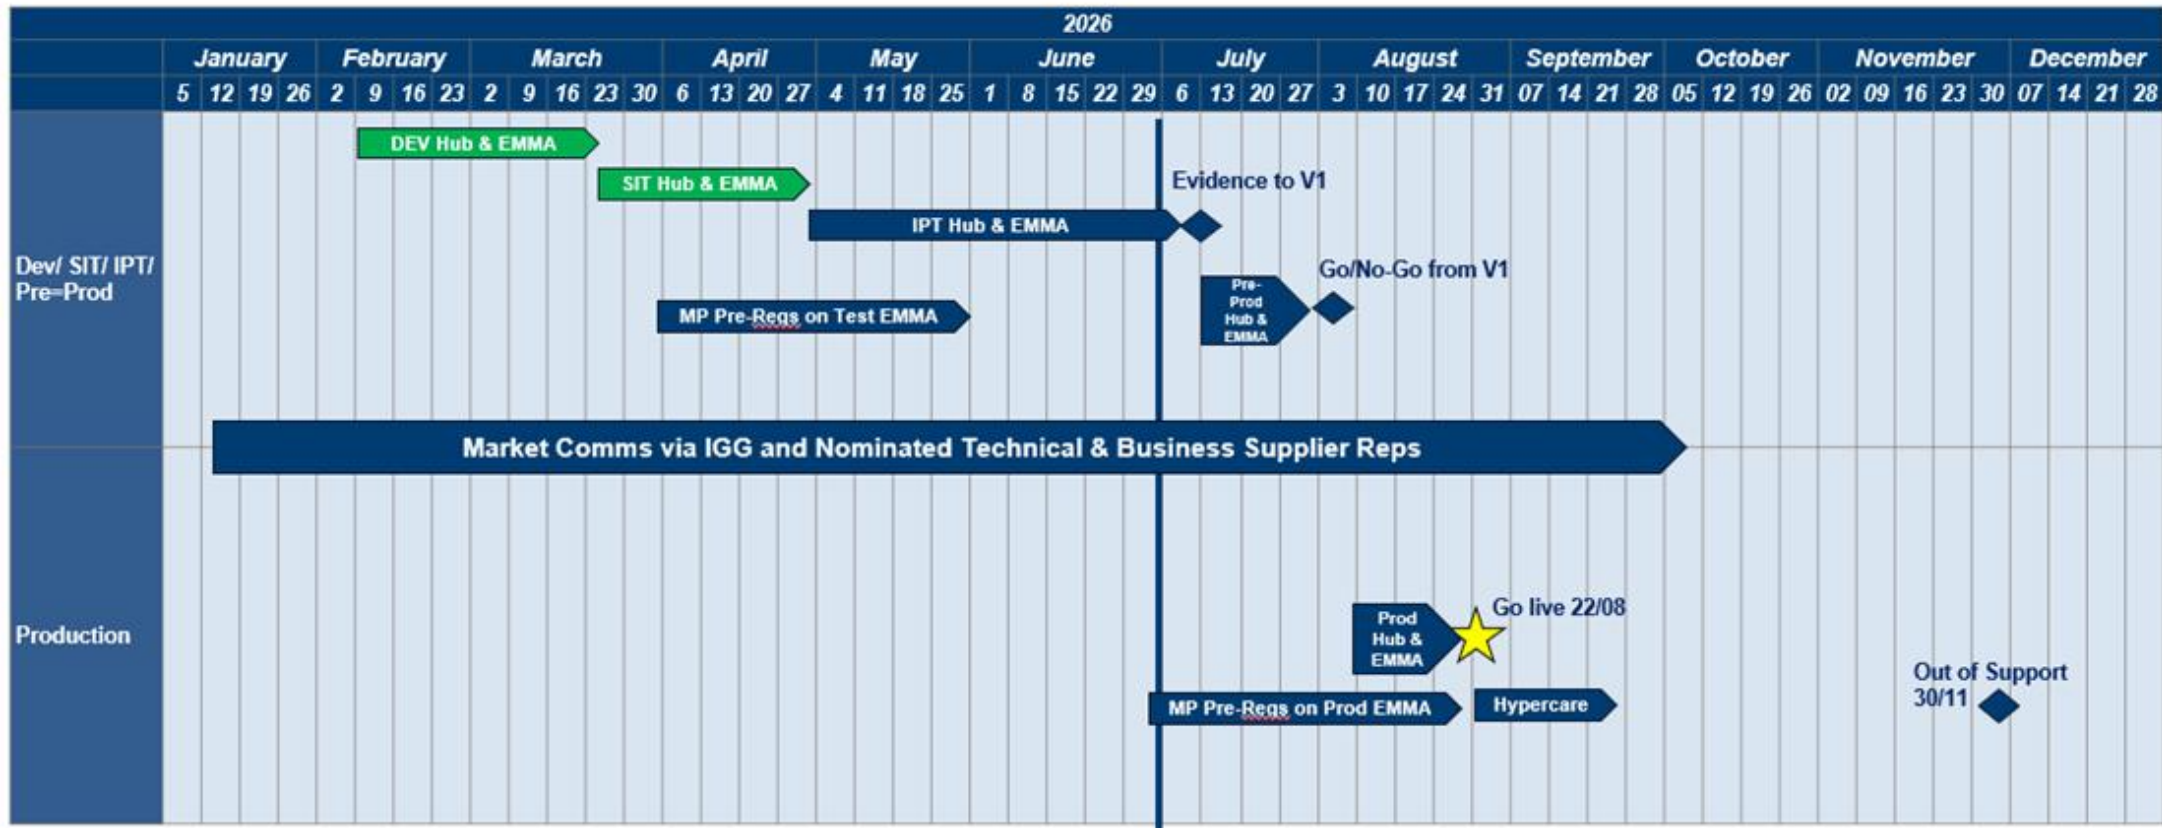 2026
January February March April May June July August September October November December
5 12 19 26 2 9 16 23 2 9 16 23 30 6 13 20 27 4 11 18 25 1 8 15 22 29 6 13 20 27 3 10 17 24 31 07 14 21 28 05 12 19 26 02 09 16 23 30 07 14 21 28
Dev/ SIT/ IPT/
Pre=Prod
DEV Hub & EMMA
SIT Hub & EMMA
Evidence to V1
IPT Hub & EMMA
Go/No-Go from V1
Pre-
Prod
Hub &
EMMA
MP Pre-Reqs on Test EMMA
Market Comms via IGG and Nominated Technical & Business Supplier Reps
Production
Prod
Hub &
EMMA
Go live 22/08
MP Pre-Reqs on Prod EMMA
Hypercare
Out of Support
30/11